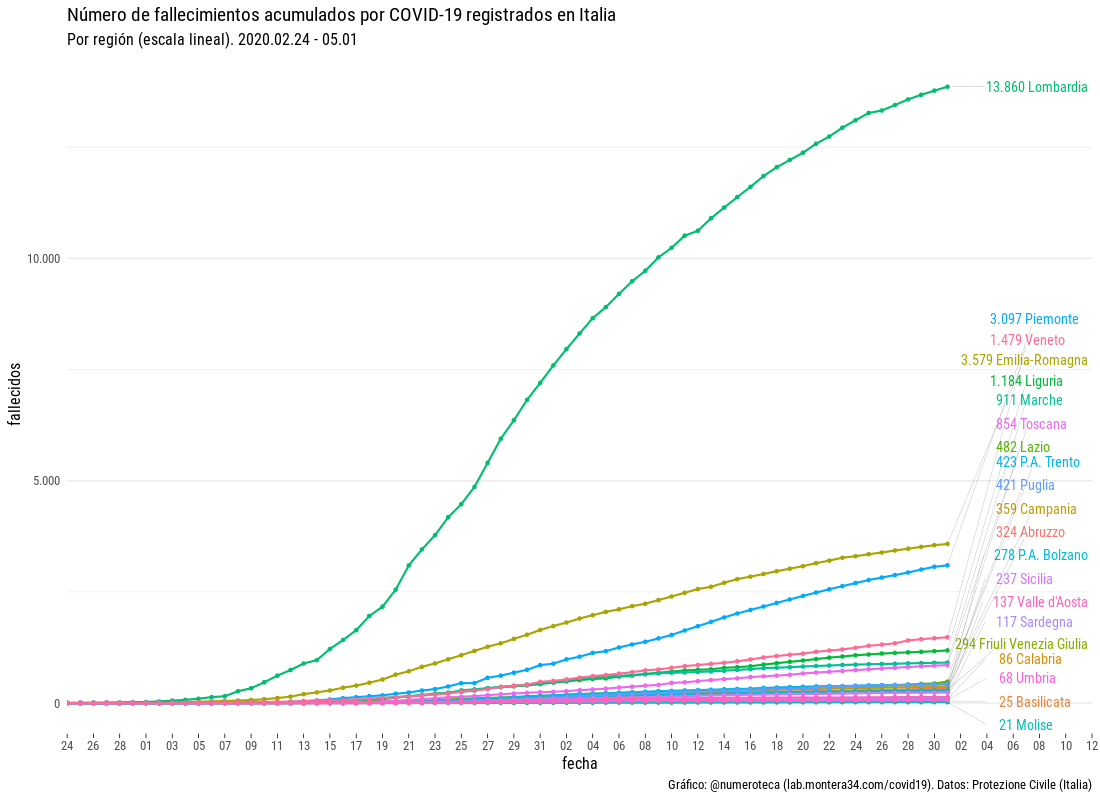 Número de fallecimientos acumulados por COVID-19 registrados en Italia
Por región (escala lineal). 2020.02.24 - 05.01
13.860 Lombardia
10.000
3.097 Piemonte
1.479 Veneto
3.579 Emilia-Romagna
1.184 Liguria
911 Marche
854 Toscana
482 Lazio
423 P.A. Trento
5.000
421 Puglia
359 Campania
324 Abruzzo
278 P.A. Bolzano
237 Sicilia
137 Valle d'Aosta
117 Sardegna
294 Friuli Venezia Giulia
86 Calabria
68 Umbria
0
25 Basilicata
21 Molise
fallecidos
24 26 28 01 03 05 07 09 11 13 15 17 19 21 23 25 27 29 31 02 04 06 08 10 12 14 16 18 20 22 24 26 28 30 02 04 06 08 10 12
fecha
Gráfico: @numeroteca (lab.montera34.com/covid19). Datos: Protezione Civile (Italia)